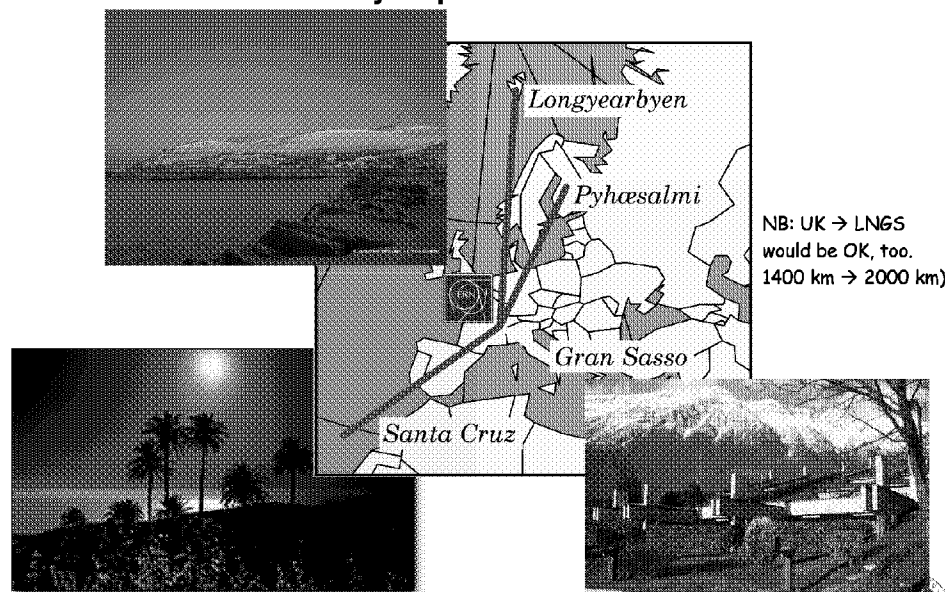 Longyearbyen
Pyhæsalmi
NB: UK → LNGS
would be OK, too.
1400 km → 2000 km)
Gran Sasso
Santa Cruz